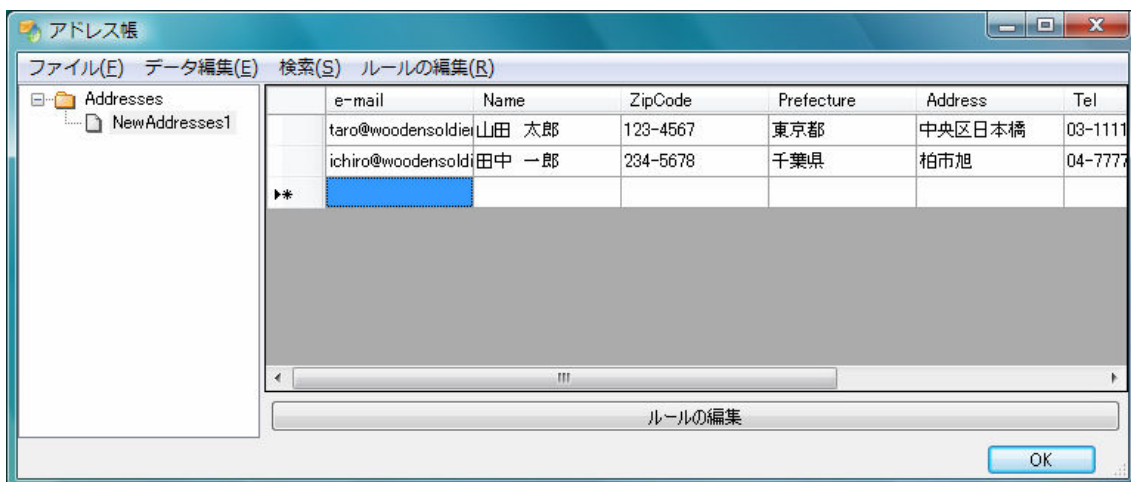 アドレス帳
ファイル(F) データ編集(E) 検索(S) ルールの編集(R)
Addresses
NewAddresses1
e-mail Name ZipCode Prefecture Address Tel
taro@woodensoldier 山田 太郎 123-4567 東京都 中央区日本橋 03-1111
ichiro@woodensoldi 田中 一郎 234-5678 千葉県 柏市旭 04-7777
ルールの編集
OK